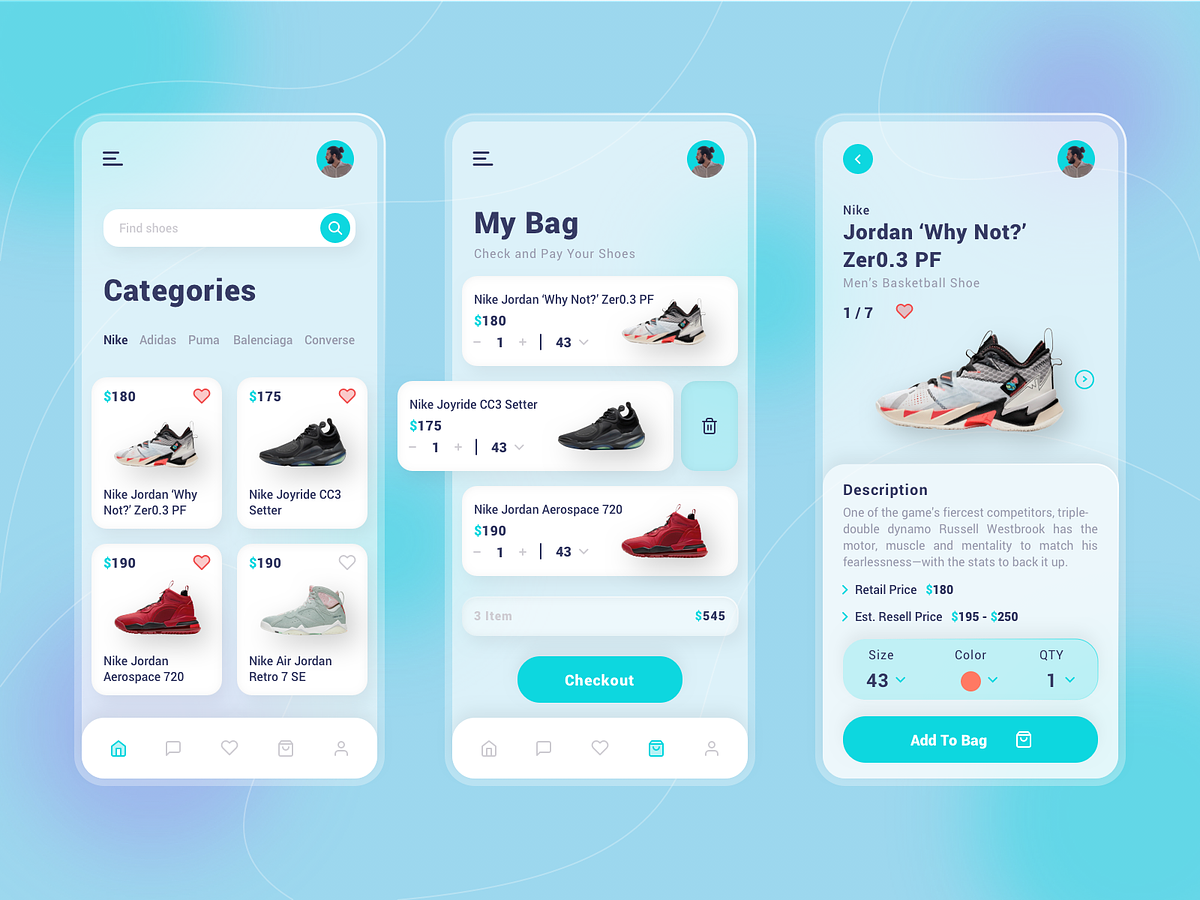 Find shoes
Categories
Nike Adidas Puma Balenciaga Converse
$180
Nike Jordan ‘Why
Not?’ Zer0.3 PF
$175
Nike Joyride CC3
Setter
$190
Nike Jordan
Aerospace 720
$190
Nike Air Jordan
Retro 7 SE
My Bag
Check and Pay Your Shoes
Nike Jordan ‘Why Not?’ Zer0.3 PF
$180
− 1 + | 43
Nike Joyride CC3 Setter
$175
− 1 + | 43
Nike Jordan Aerospace 720
$190
− 1 + | 43
3 Item $545
Checkout
Nike
Jordan ‘Why Not?’
Zer0.3 PF
Men's Basketball Shoe
1 / 7
Description
One of the game's fiercest competitors, triple-
double dynamo Russell Westbrook has the
motor, muscle and mentality to match his
fearlessness—with the stats to back it up.
Retail Price $180
Est. Resell Price $195 - $250
Size Color QTY
43 1
Add To Bag